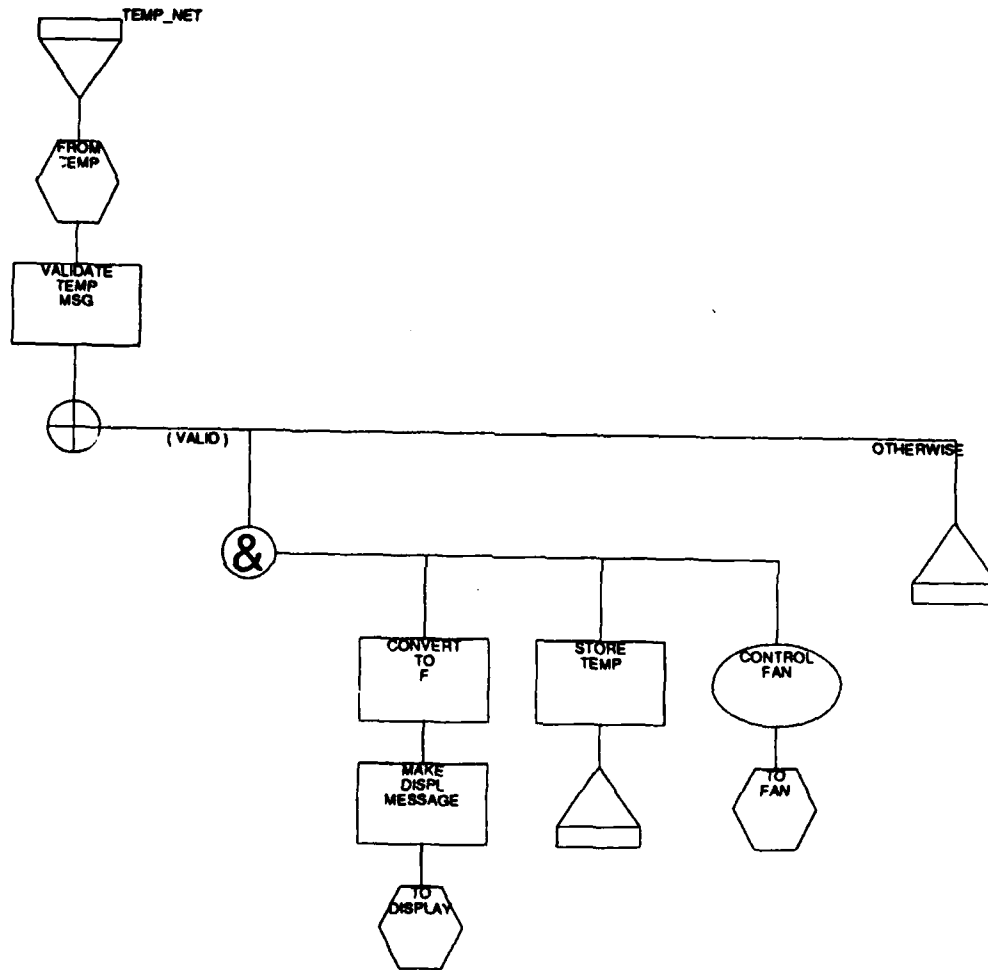 TEMP_NET
FROM
TEMP
VALIDATE
TEMP
MSG
( VALID )
OTHERWISE
&
CONVERT
TO
F
STORE
TEMP
CONTROL
FAN
MAKE
DISPL
MESSAGE
TO
FAN
TO
DISPLAY